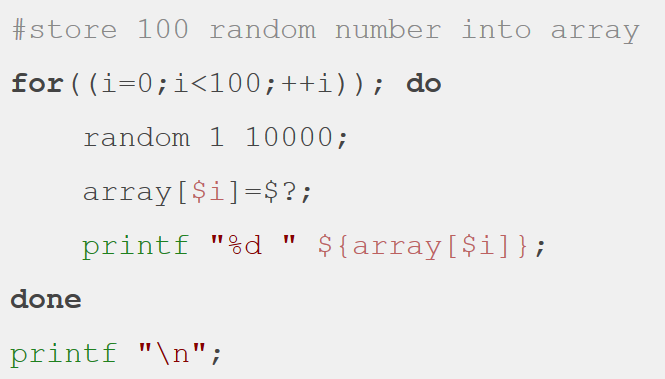 #store 100 random number into array
for((i=0;i<100;++i)); do
random 1 10000;
array[$i]=$?;
printf "%d " ${array[$i]};
done
printf "\n";